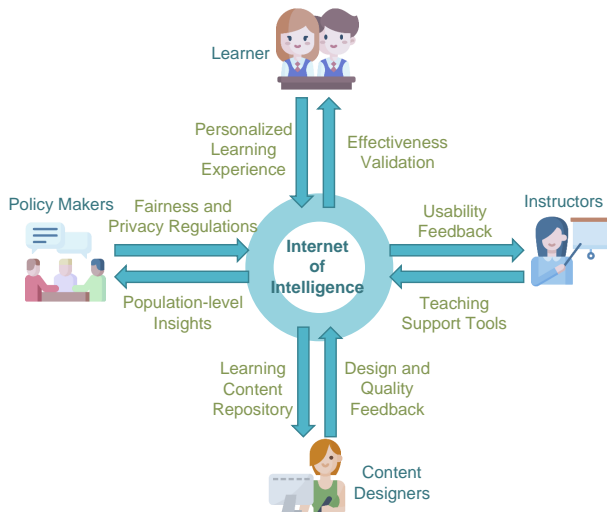 Learner
Personalized
Learning
Experience
Effectiveness
Validation
Policy Makers
Fairness and
Privacy Regulations
Population-level
Insights
Internet
of
Intelligence
Instructors
Usability
Feedback
Teaching
Support Tools
Learning
Content
Repository
Design and
Quality
Feedback
Content
Designers